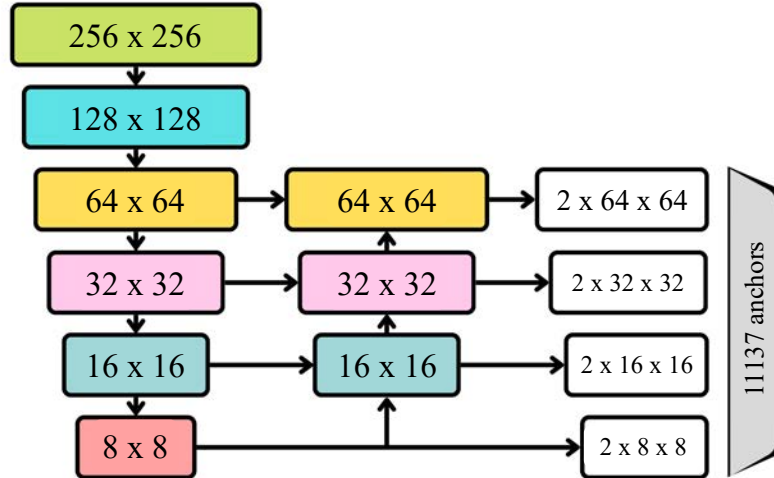 256 x 256
128 x 128
64 x 64
64 x 64
2 x 64 x 64
32 x 32
32 x 32
2 x 32 x 32
16 x 16
16 x 16
2 x 16 x 16
8 x 8
2 x 8 x 8
11137 anchors